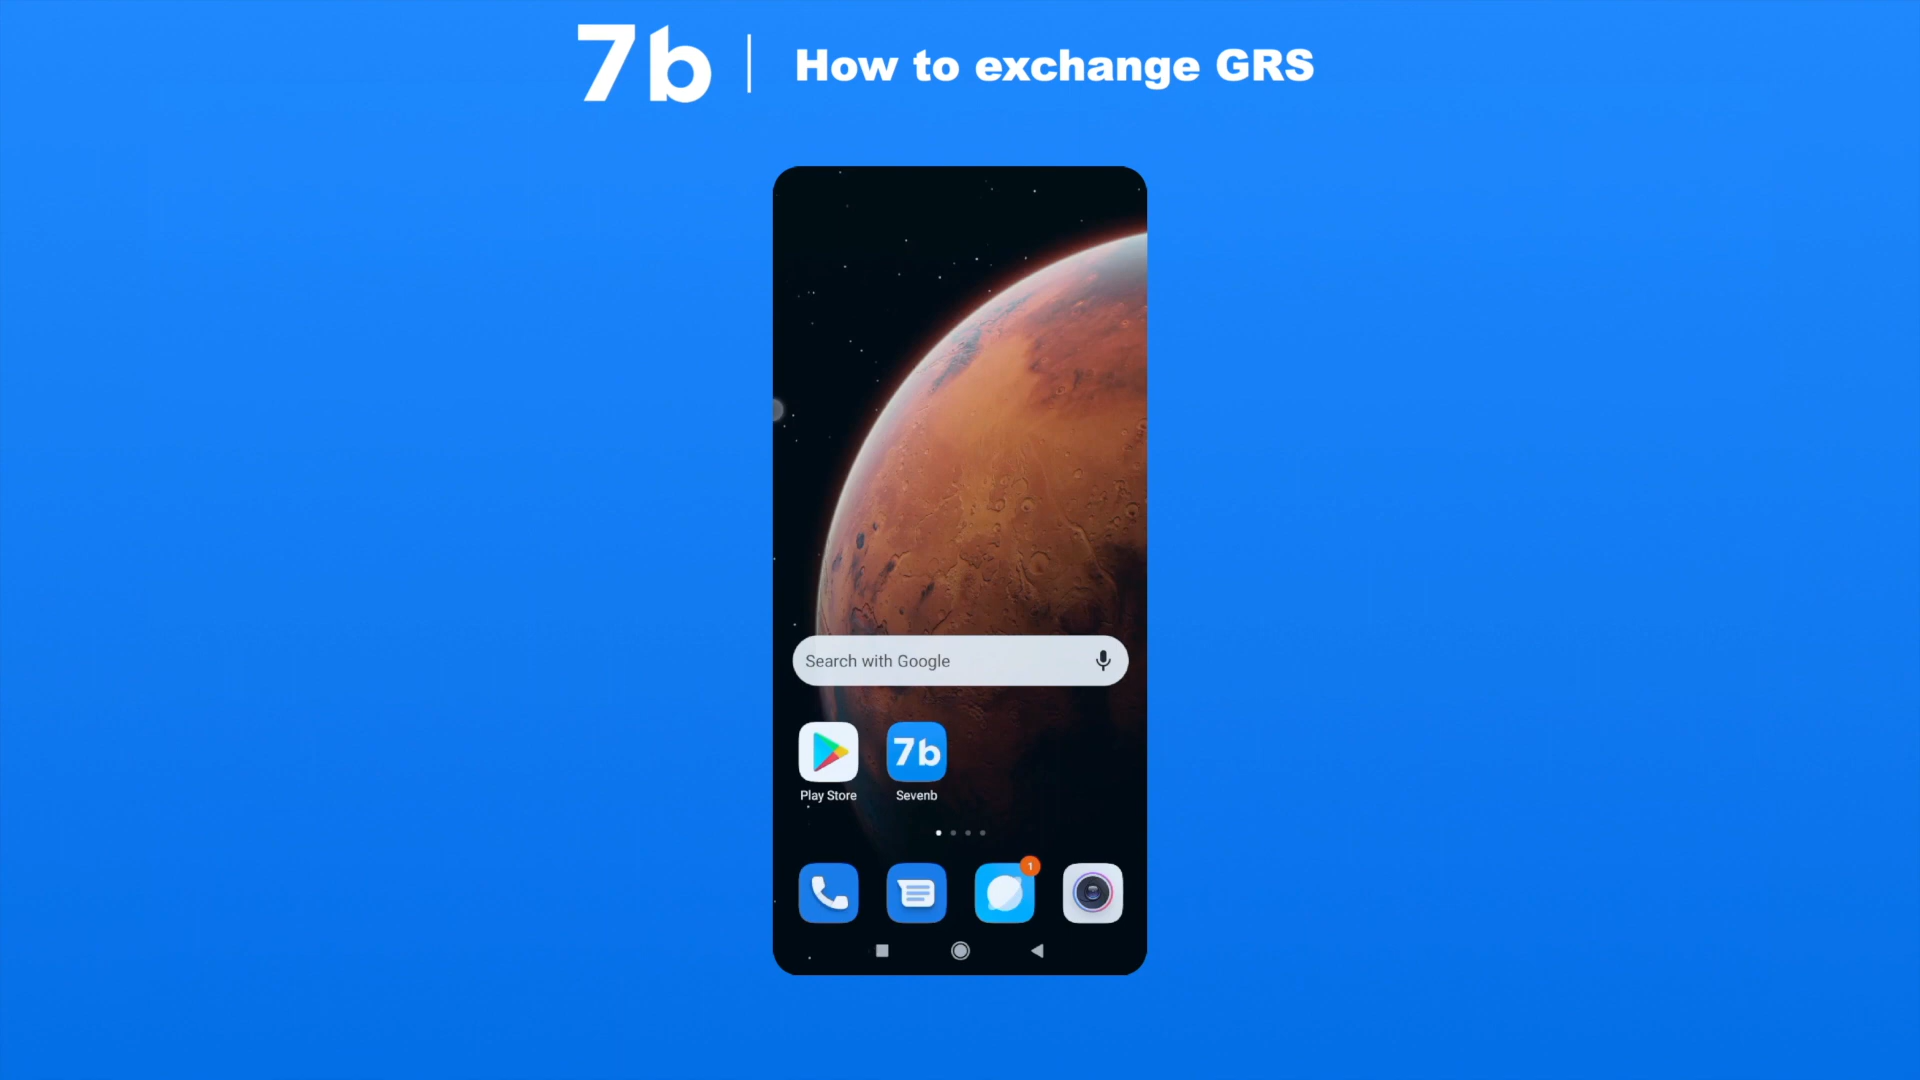 7b | How to exchange GRS
Search with Google
7b
Play Store
Sevenb
1